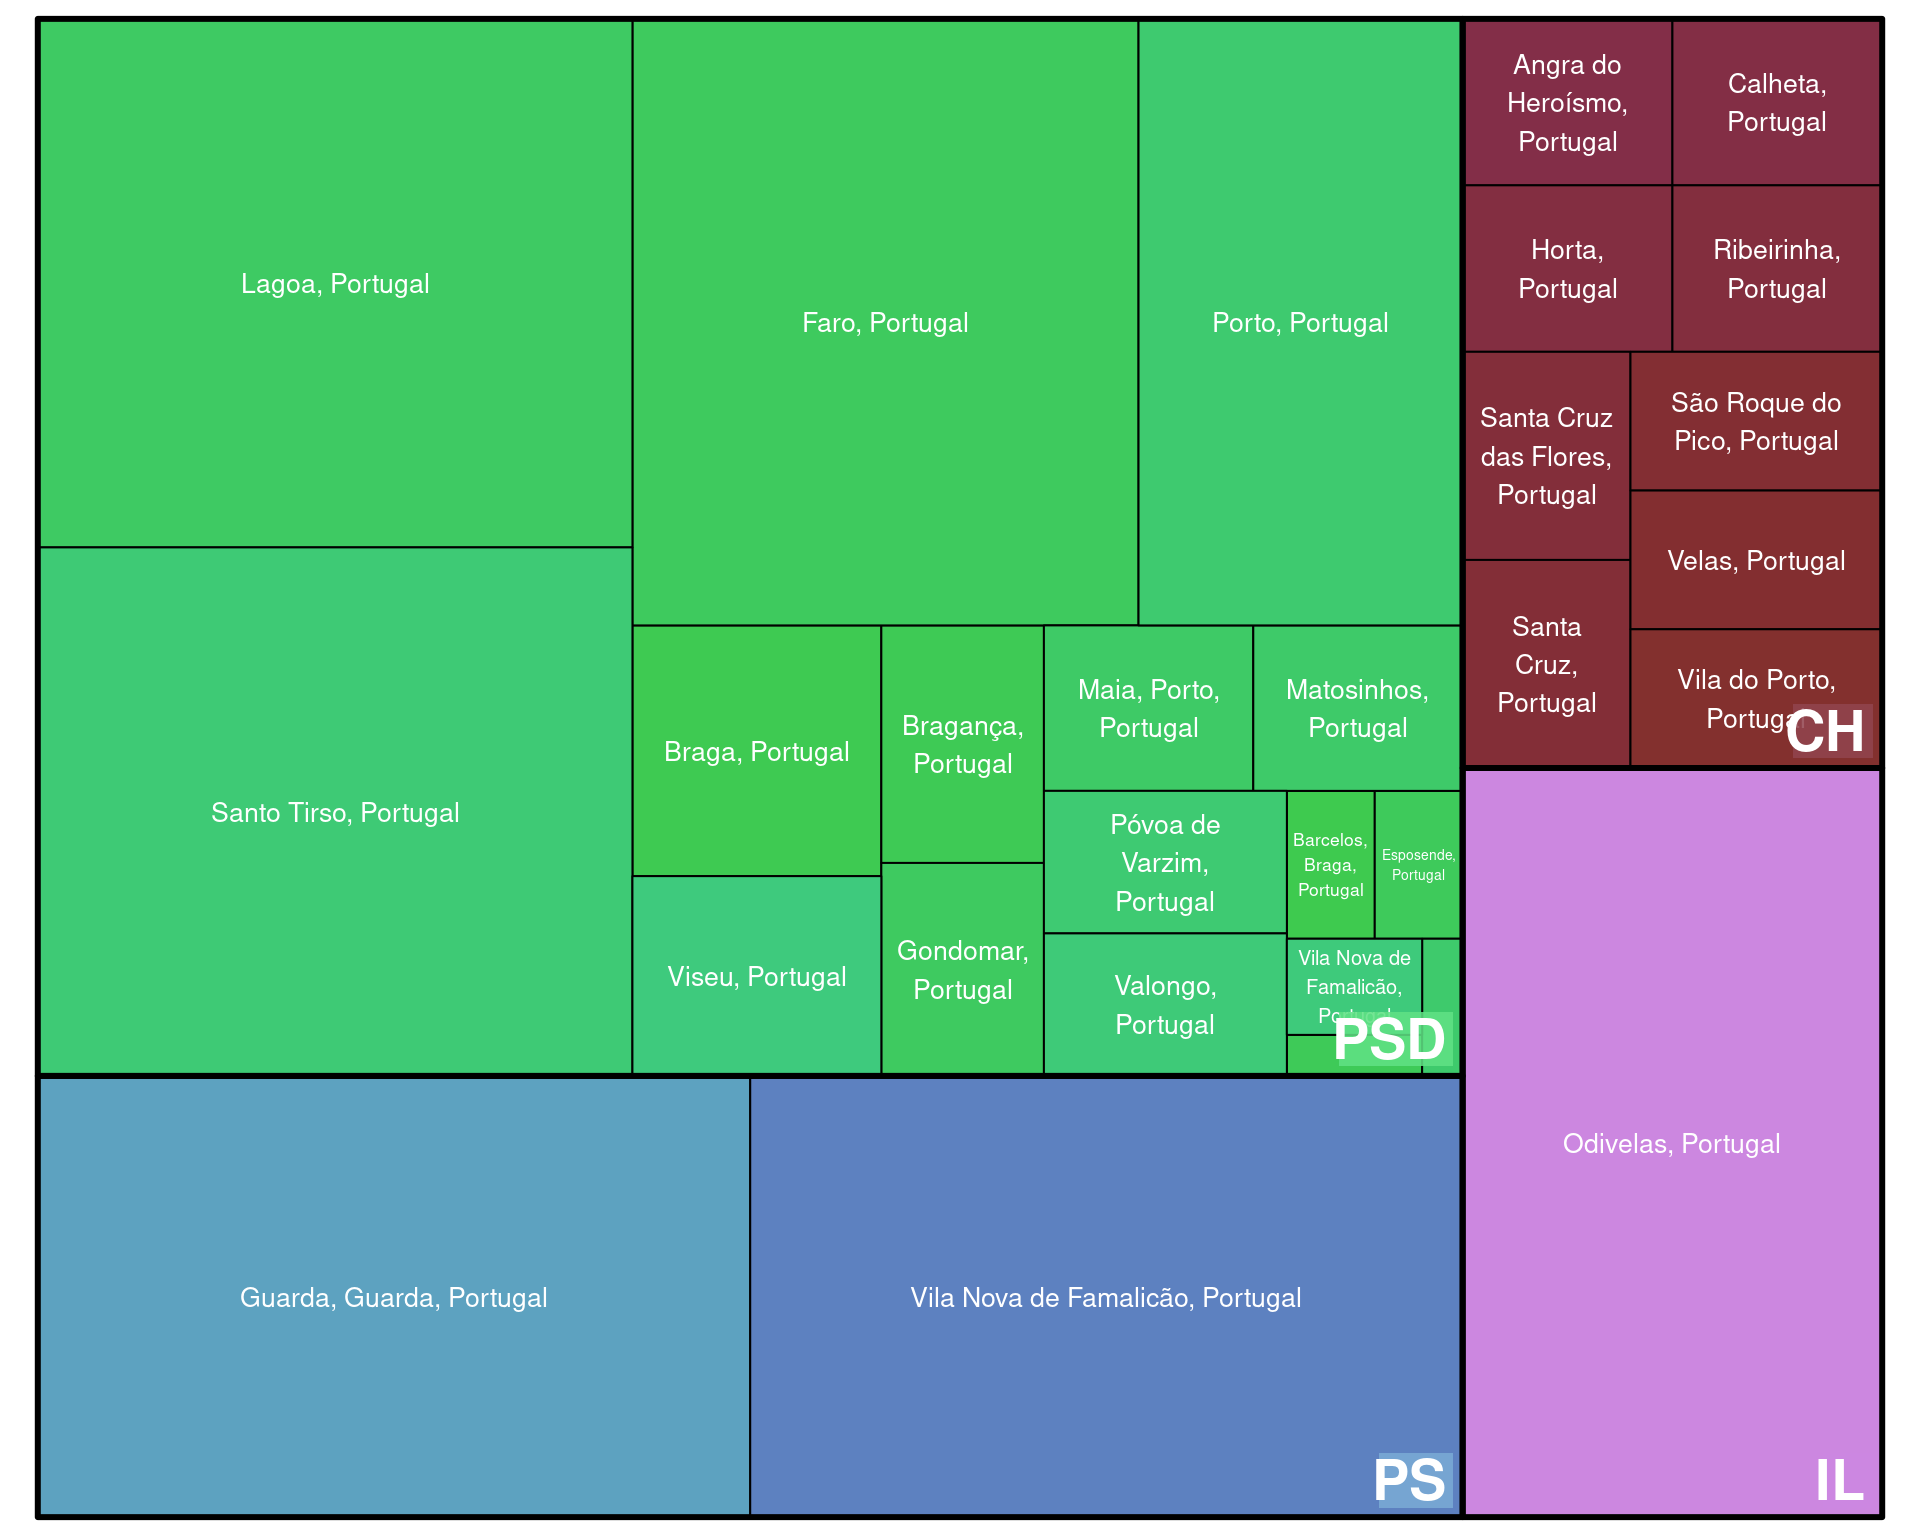 Lagoa, Portugal
Faro, Portugal
Porto, Portugal
Santo Tirso, Portugal
Braga, Portugal
Bragança,
Portugal
Maia, Porto,
Portugal
Matosinhos,
Portugal
Viseu, Portugal
Gondomar,
Portugal
Póvoa de
Varzim,
Portugal
Valongo,
Portugal
Barcelos,
Braga,
Portugal
Esposende,
Portugal
Vila Nova de
Famalicão,
Portugal
PSD
Angra do
Heroísmo,
Portugal
Calheta,
Portugal
Horta,
Portugal
Ribeirinha,
Portugal
Santa Cruz
das Flores,
Portugal
São Roque do
Pico, Portugal
Velas, Portugal
Santa
Cruz,
Portugal
Vila do Porto,
Portugal
CH
Guarda, Guarda, Portugal
Vila Nova de Famalicão, Portugal
PS
Odivelas, Portugal
IL